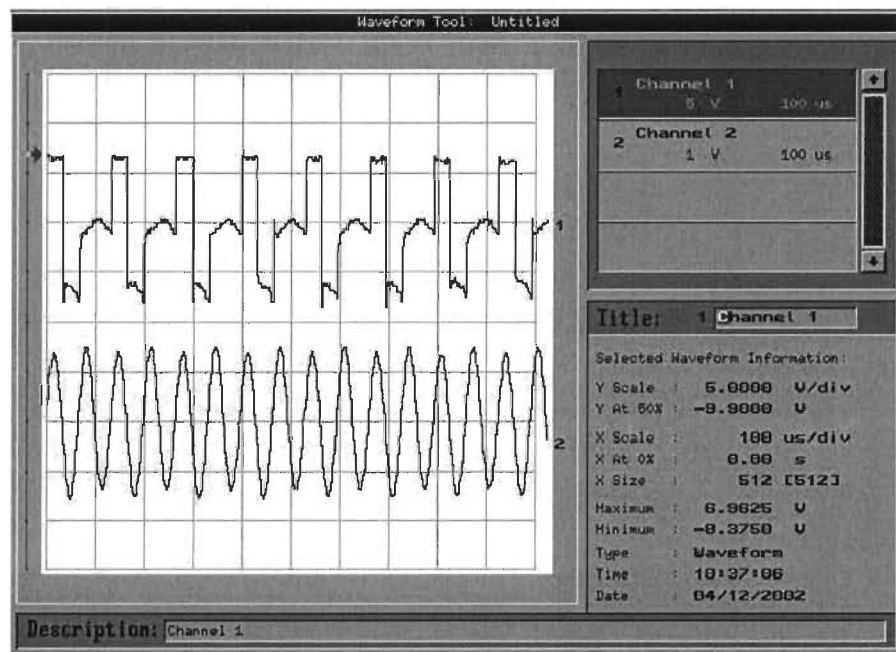 Waveform Tool: Untitled
1 Channel 1
5 V 100 us
2 Channel 2
1 V 100 us
1
2
Title: 1 Channel 1
Selected Waveform Information:
Y Scale : 5.0000 V/div
Y At 50% : -9.9000 V
X Scale : 100 us/div
X At 0% : 0.00 s
X Size : 512 [512]
Maximum : 6.9625 V
Minimum : -8.3750 V
Type : Waveform
Time : 10:37:06
Date : 04/12/2002
Description: Channel 1